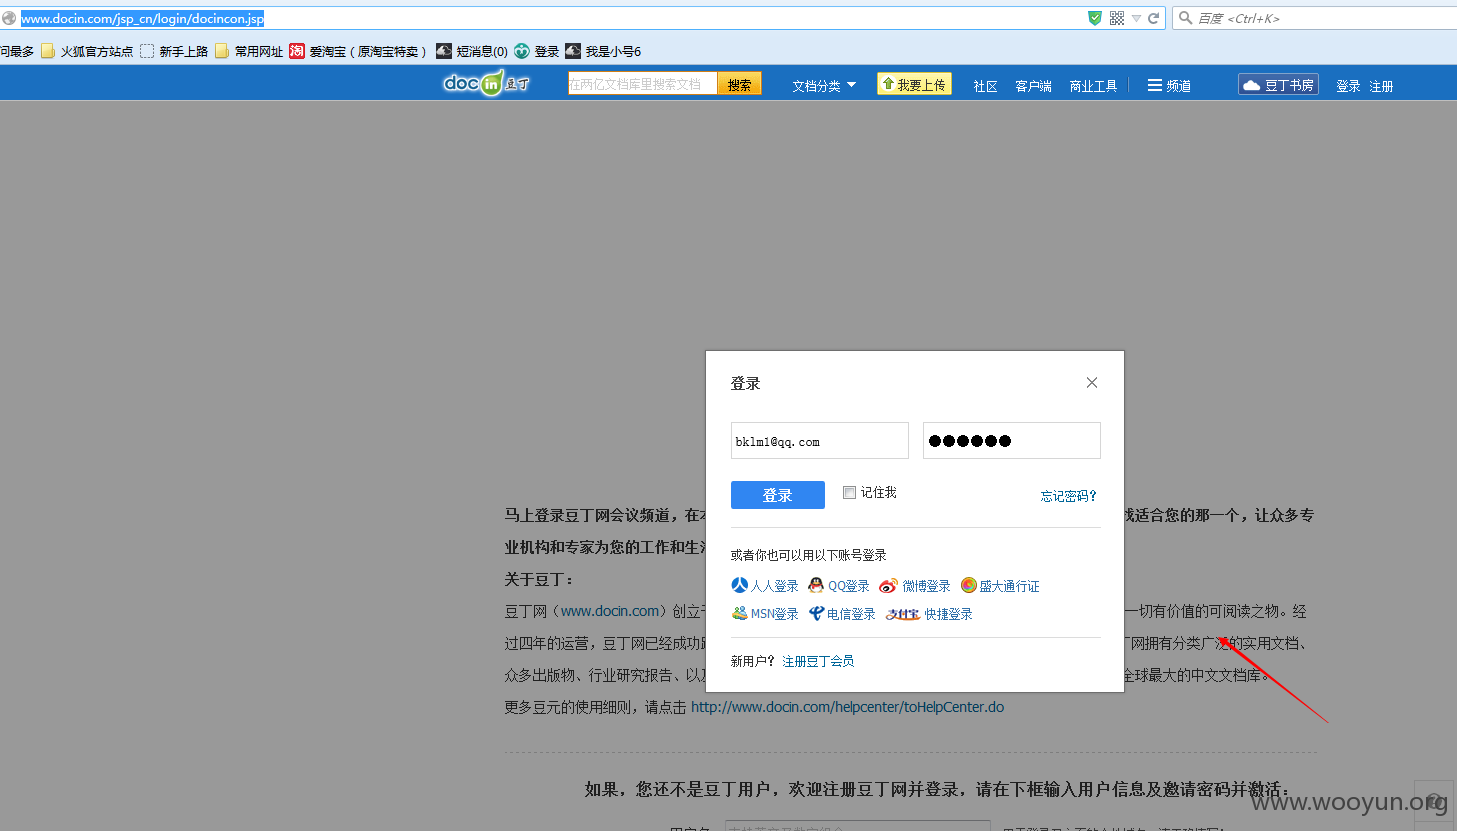 www.docin.com/jsp_cn/login/docincon.jsp
百度 <Ctrl+K>
问最多 火狐官方站点 新手上路 常用网址 淘 爱淘宝（原淘宝特卖） 短消息(0) 登录 我是小号6
docin豆丁 在两亿文档库里搜索文档 搜索 文档分类 我要上传 社区 客户端 商业工具 频道 豆丁书房 登录 注册
登录
bklm1@qq.com ●●●●●●
登录 记住我 忘记密码?
或者你也可以用以下账号登录
人人登录 QQ登录 微博登录 盛大通行证
MSN登录 电信登录 支付宝 快捷登录
新用户? 注册豆丁会员
马上登录豆丁网会议频道，在 适合您的那一个，让众多专
业机构和专家为您的工作和生
关于豆丁：
豆丁网（www.docin.com）创立 一切有价值的可阅读之物。经
过四年的运营，豆丁网已经成功 丁网拥有分类广泛的实用文档、
众多出版物、行业研究报告、以 全球最大的中文文档库。
更多豆元的使用细则，请点击 http://www.docin.com/helpcenter/toHelpCenter.do
如果，您还不是豆丁用户，欢迎注册豆丁网并登录，请在下框输入用户信息及邀请密码并激活：
www.wooyun.org